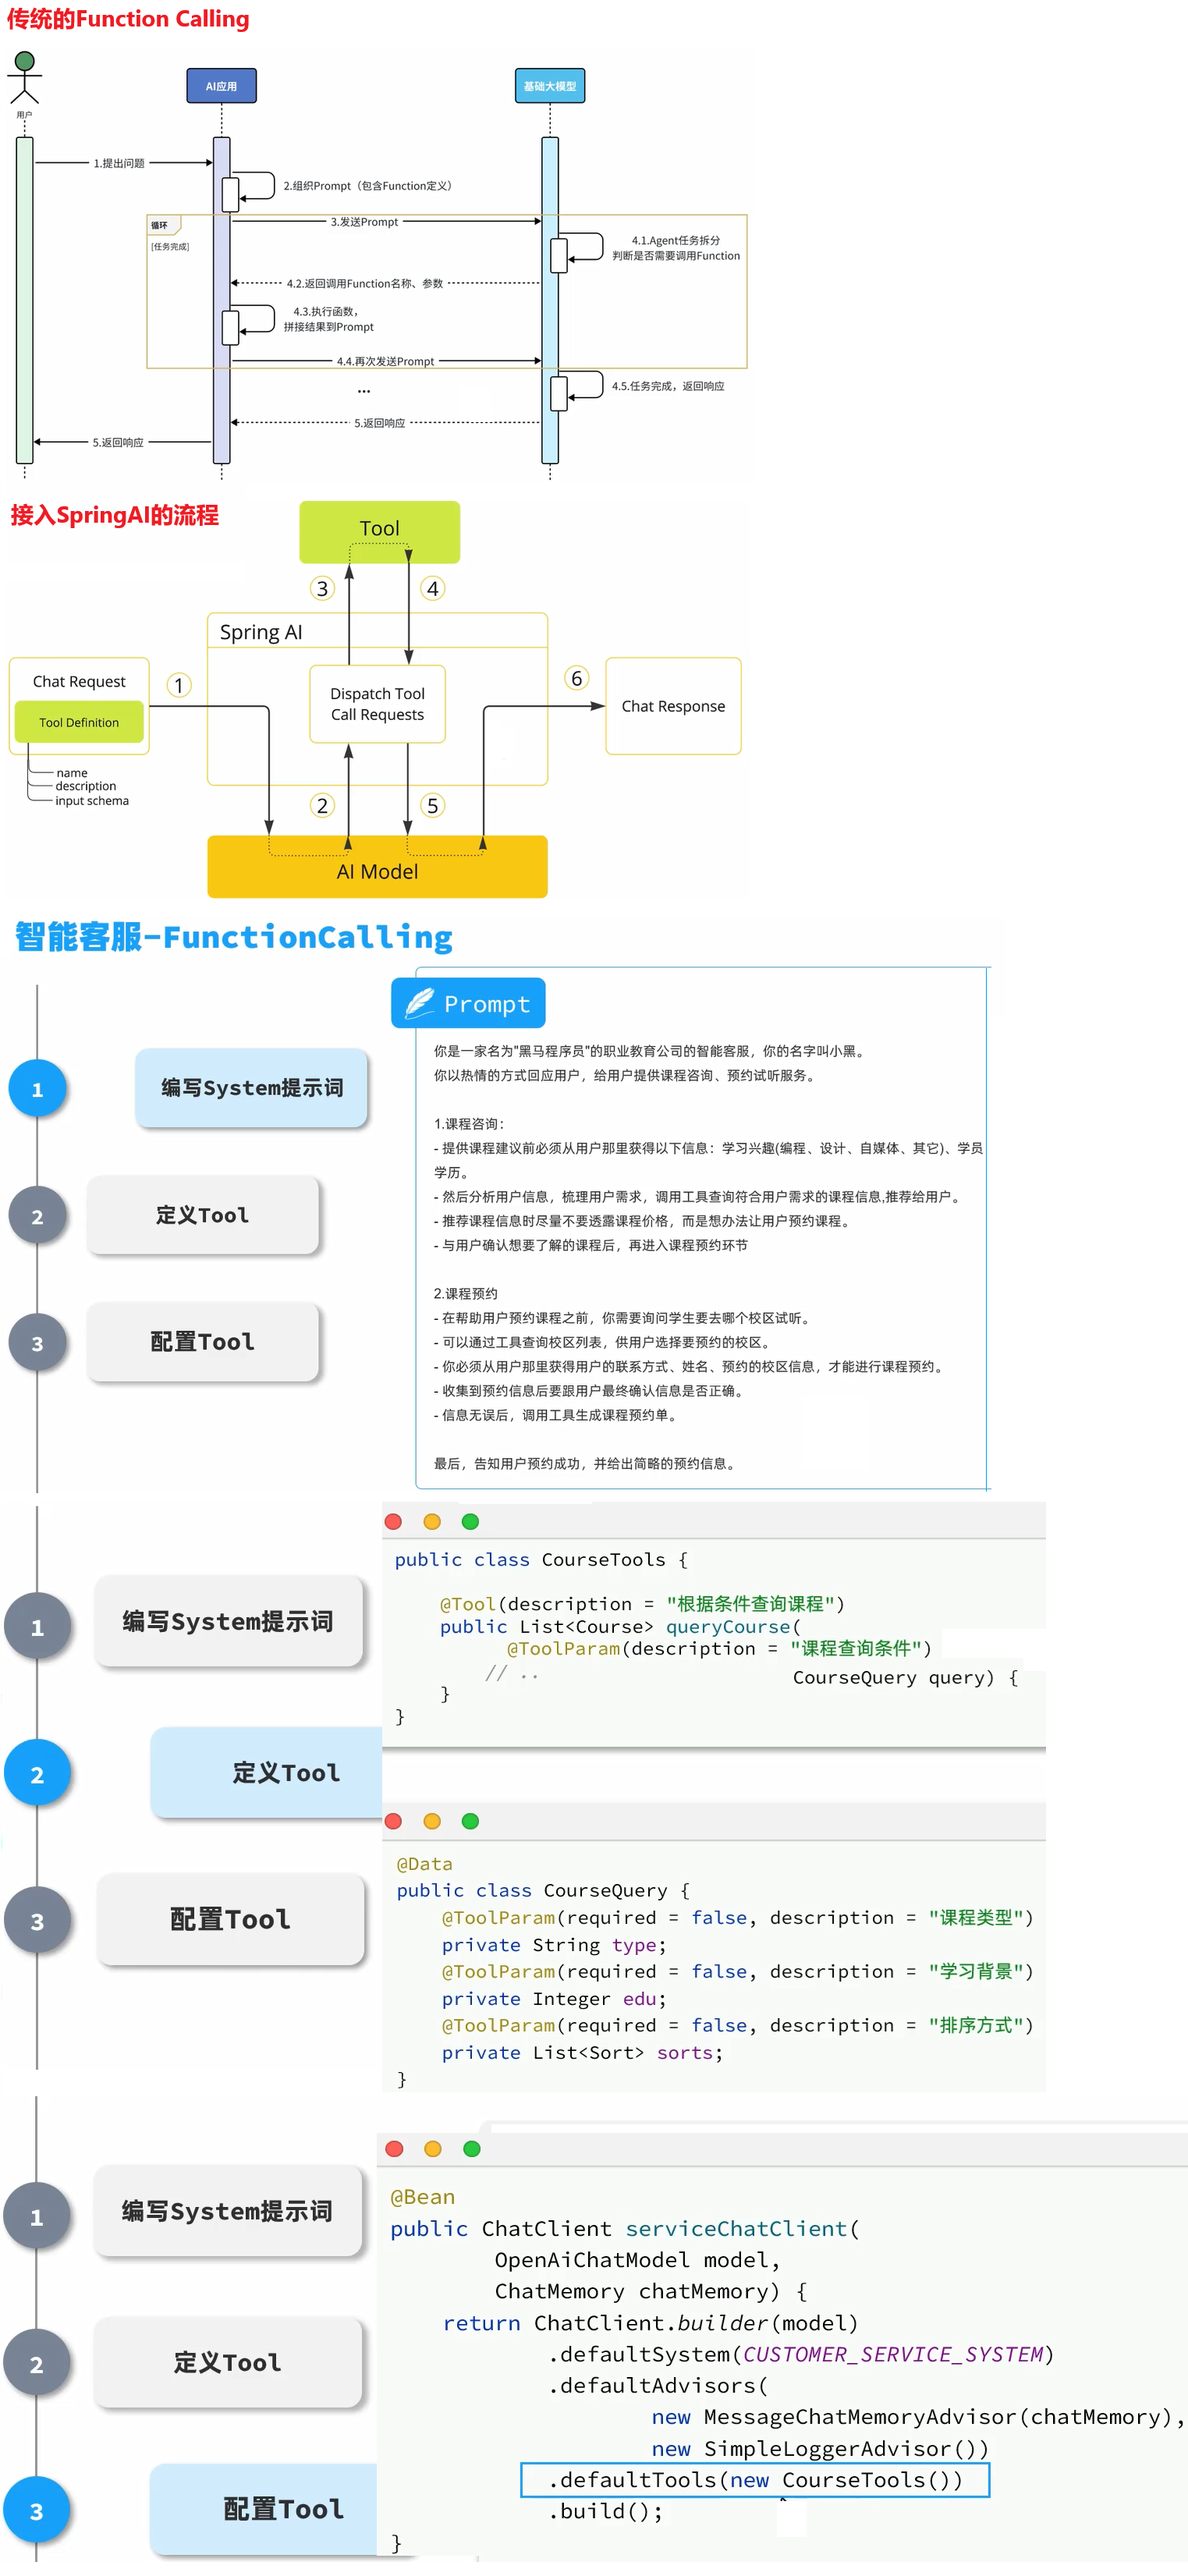 传统的Function Calling
用户
AI应用
基础大模型
1.提出问题
2.组织Prompt（包含Function定义）
循环
[任务完成]
3.发送Prompt
4.1.Agent任务拆分
判断是否需要调用Function
4.2.返回调用Function名称、参数
4.3.执行函数，
拼接结果到Prompt
4.4.再次发送Prompt
...
4.5.任务完成，返回响应
5.返回响应
5.返回响应
接入SpringAI的流程
Tool
3
4
Spring AI
Chat Request
Tool Definition
name
description
input schema
1
Dispatch Tool
Call Requests
6
Chat Response
2
5
AI Model
智能客服-FunctionCalling
1
编写System提示词
2
定义Tool
3
配置Tool
Prompt
你是一家名为"黑马程序员"的职业教育公司的智能客服，你的名字叫小黑。
你以热情的方式回应用户，给用户提供课程咨询、预约试听服务。
1.课程咨询：
- 提供课程建议前必须从用户那里获得以下信息：学习兴趣(编程、设计、自媒体、其它)、学员
学历。
- 然后分析用户信息，梳理用户需求，调用工具查询符合用户需求的课程信息,推荐给用户。
- 推荐课程信息时尽量不要透露课程价格，而是想办法让用户预约课程。
- 与用户确认想要了解的课程后，再进入课程预约环节
2.课程预约
- 在帮助用户预约课程之前，你需要询问学生要去哪个校区试听。
- 可以通过工具查询校区列表，供用户选择要预约的校区。
- 你必须从用户那里获得用户的联系方式、姓名、预约的校区信息，才能进行课程预约。
- 收集到预约信息后要跟用户最终确认信息是否正确。
- 信息无误后，调用工具生成课程预约单。
最后，告知用户预约成功，并给出简略的预约信息。
1
编写System提示词
2
定义Tool
3
配置Tool
public class CourseTools {
@Tool(description = "根据条件查询课程")
public List<Course> queryCourse(
@ToolParam(description = "课程查询条件")
// ..
CourseQuery query) {
}
}
@Data
public class CourseQuery {
@ToolParam(required = false, description = "课程类型")
private String type;
@ToolParam(required = false, description = "学习背景")
private Integer edu;
@ToolParam(required = false, description = "排序方式")
private List<Sort> sorts;
}
1
编写System提示词
2
定义Tool
3
配置Tool
@Bean
public ChatClient serviceChatClient(
OpenAiChatModel model,
ChatMemory chatMemory) {
return ChatClient.builder(model)
.defaultSystem(CUSTOMER_SERVICE_SYSTEM)
.defaultAdvisors(
new MessageChatMemoryAdvisor(chatMemory),
new SimpleLoggerAdvisor())
.defaultTools(new CourseTools())
.build();
}